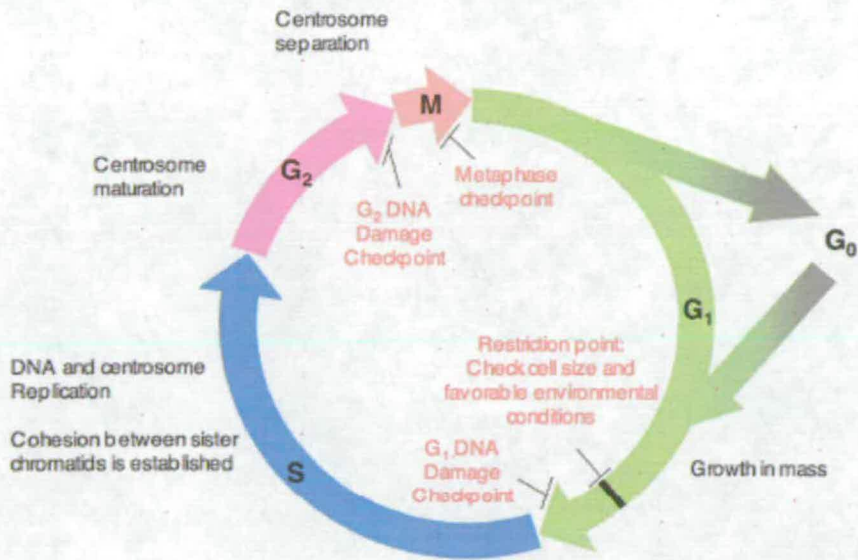 Centrosome
separation
M
Centrosome
maturation
G₂
Metaphase
checkpoint
G₂ DNA
Damage
Checkpoint
G₀
G₁
Restriction point:
Check cell size and
favorable environmental
conditions
DNA and centrosome
Replication
Cohesion between sister
chromatids is established
S
G₁ DNA
Damage
Checkpoint
Growth in mass